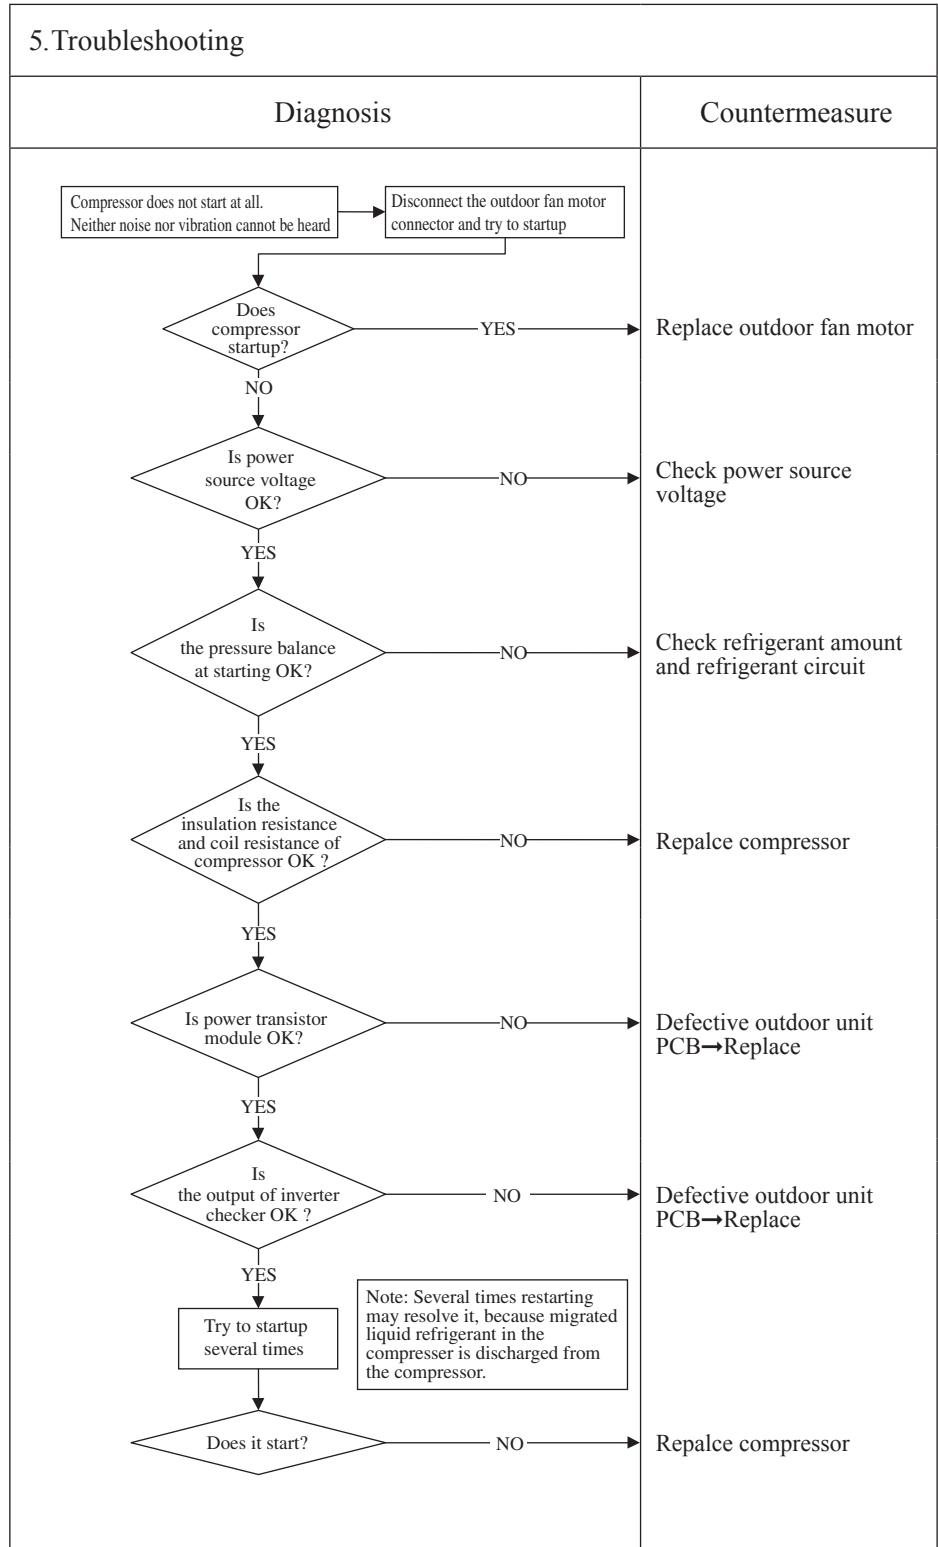 5.Troubleshooting
Diagnosis
Countermeasure
Compressor does not start at all.
Neither noise nor vibration cannot be heard
Disconnect the outdoor fan motor
connector and try to startup
Does
compressor
startup?
YES
Replace outdoor fan motor
NO
Is power
source voltage
OK?
NO
Check power source
voltage
YES
Is
the pressure balance
at starting OK?
NO
Check refrigerant amount
and refrigerant circuit
YES
Is the
insulation resistance
and coil resistance of
compressor OK ?
NO
Repalce compressor
YES
Is power transistor
module OK?
NO
Defective outdoor unit
PCB→Replace
YES
Is
the output of inverter
checker OK ?
NO
Defective outdoor unit
PCB→Replace
YES
Try to startup
several times
Note: Several times restarting
may resolve it, because migrated
liquid refrigerant in the
compresser is discharged from
the compressor.
Does it start?
NO
Repalce compressor